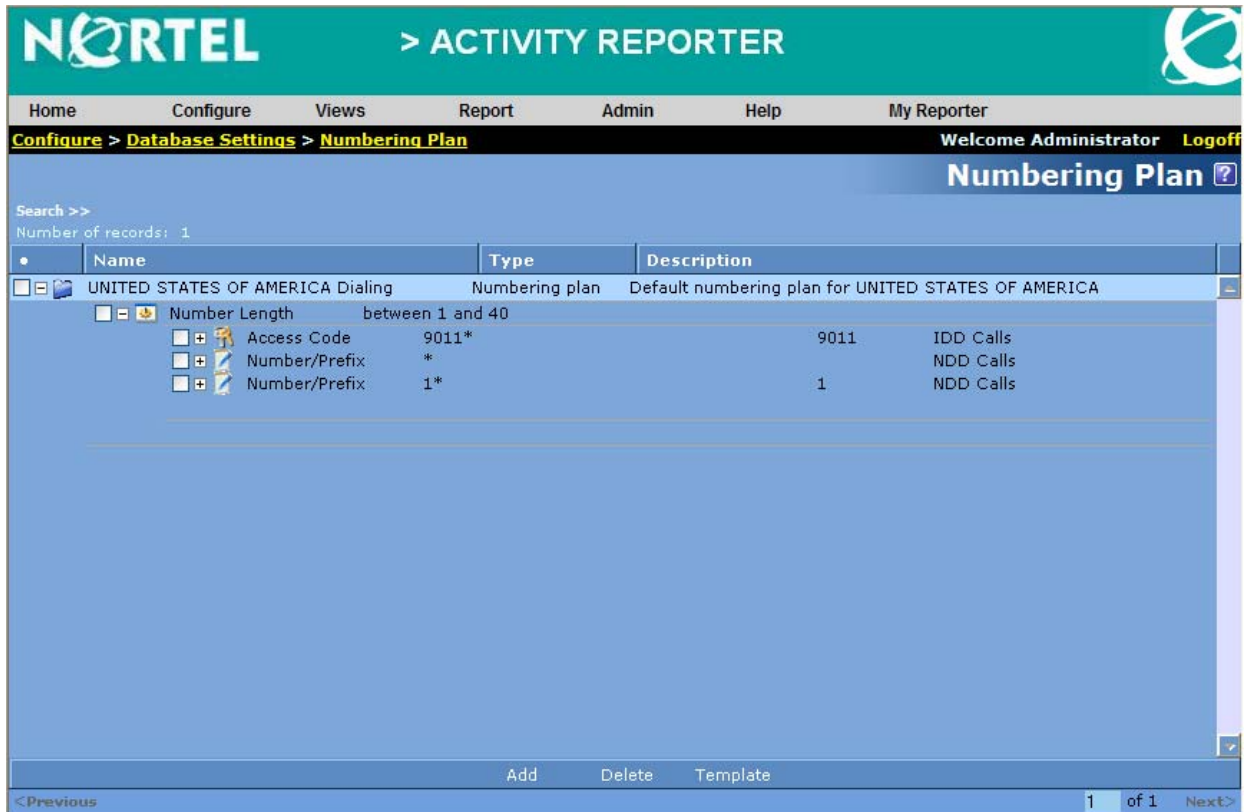 NORTEL > ACTIVITY REPORTER
Home Configure Views Report Admin Help My Reporter
Configure > Database Settings > Numbering Plan Welcome Administrator Logoff
Numbering Plan ?
Search >>
Number of records: 1
Name Type Description
UNITED STATES OF AMERICA Dialing Numbering plan Default numbering plan for UNITED STATES OF AMERICA
Number Length between 1 and 40
Access Code 9011* 9011 IDD Calls
Number/Prefix * NDD Calls
Number/Prefix 1* 1 NDD Calls
Add Delete Template
<Previous 1 of 1 Next>